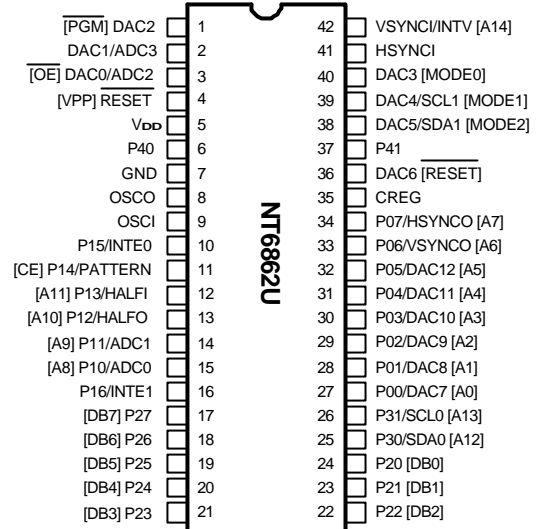 [PGM] DAC2 1 42 VSYNCI/INTV [A14]
DAC1/ADC3 2 41 HSYNCI
[OE] DAC0/ADC2 3 40 DAC3 [MODE0]
[VPP] RESET 4 39 DAC4/SCL1 [MODE1]
VDD 5 38 DAC5/SDA1 [MODE2]
P40 6 37 P41
GND 7 36 DAC6 [RESET]
OSCO 8 35 CREG
OSCI 9 34 P07/HSYNCO [A7]
P15/INTE0 10 33 P06/VSYNCO [A6]
[CE] P14/PATTERN 11 32 P05/DAC12 [A5]
[A11] P13/HALFI 12 31 P04/DAC11 [A4]
[A10] P12/HALFO 13 30 P03/DAC10 [A3]
[A9] P11/ADC1 14 29 P02/DAC9 [A2]
[A8] P10/ADC0 15 28 P01/DAC8 [A1]
P16/INTE1 16 27 P00/DAC7 [A0]
[DB7] P27 17 26 P31/SCL0 [A13]
[DB6] P26 18 25 P30/SDA0 [A12]
[DB5] P25 19 24 P20 [DB0]
[DB4] P24 20 23 P21 [DB1]
[DB3] P23 21 22 P22 [DB2]
NT6862U